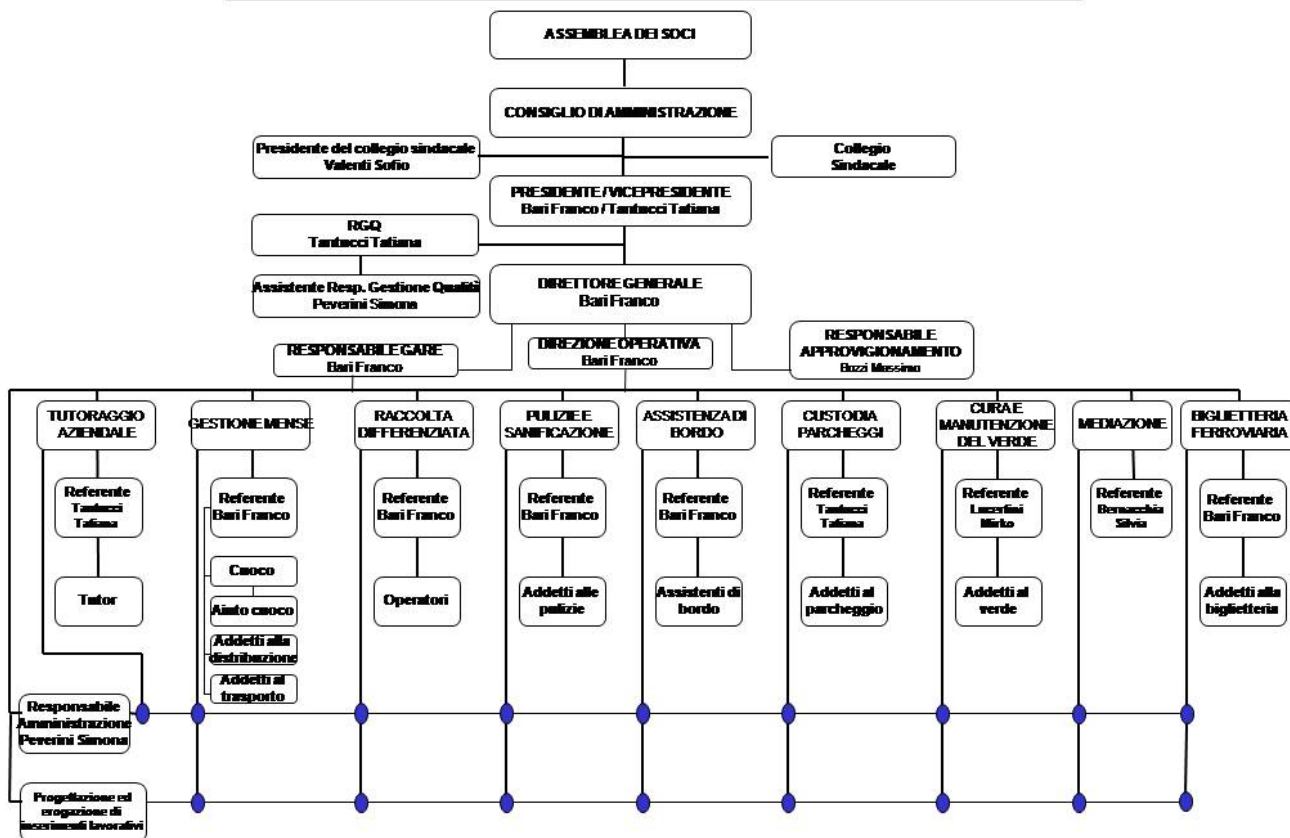 ASSEMBLEA DEI SOCI
CONSIGLIO DI AMMINISTRAZIONE
Presidente del collegio sindacale
Valenti Sofio
Collegio
Sindacale
PRESIDENTE / VICEPRESIDENTE
Bari Franco / Tantucci Tatiana
RGQ
Tantucci Tatiana
Assistente Resp. Gestione Qualiti
Peverini Simona
DIRETTORE GENERALE
Bari Franco
RESPONSABILE GARE
Bari Franco
DIREZIONE OPERATIVA
Bari Franco
RESPONSABILE
APPROVIGIONAMENTO
Bozzi Massimo
TUTORAGGIO
AZIENDALE
GESTIONE MENSE
RACCOLTA
DIFFERENZIATA
PULIZIE E
SANIFICAZIONE
ASSISTENZA DI
BORDO
CUSTODIA
PARCHEGGI
CURA E
MANUTENZIONE
DEL VERDE
MEDIAZIONE
BIGLIETTERIA
FERROVIARIA
Referente
Tantucci
Tatiana
Referente
Bari Franco
Referente
Bari Franco
Referente
Bari Franco
Referente
Bari Franco
Referente
Tantucci
Tatiana
Referente
Lucertini
Mirko
Referente
Bernacchia
Silvia
Referente
Bari Franco
Tutor
Cuoco
Aiuto cuoco
Addetti alla
distribuzione
Addetti al
trasporto
Operatori
Addetti alle
pulizie
Assistenti di
bordo
Addetti al
parcheggio
Addetti al
verde
Addetti alla
biglietteria
Responsabile
Amministrazione
Peverini Simona
Progettazione ed
erogazione di
inserimenti lavorativi